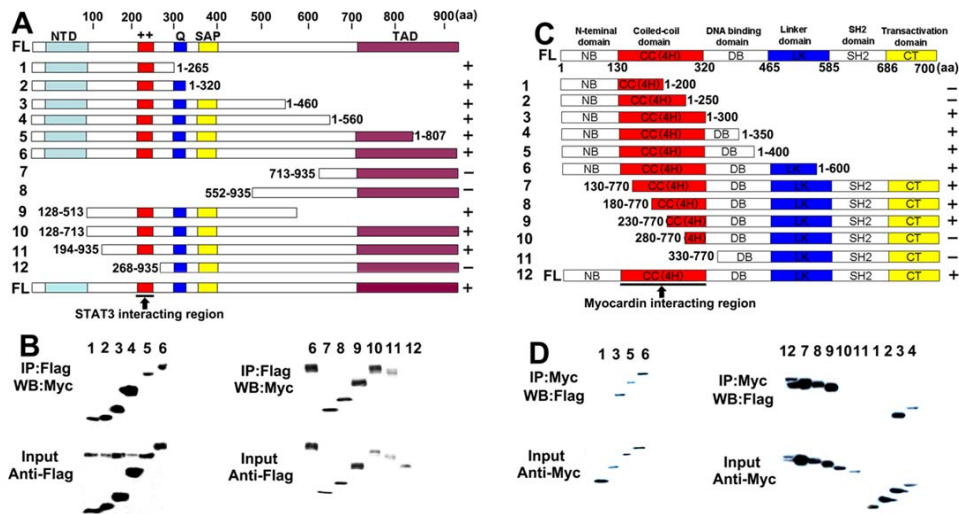 A
100 200 300 400 500 600 700 800 900(aa)
NTD ++ Q SAP TAD
FL
1 1-265 +
2 1-320 +
3 1-460 +
4 1-560 +
5 1-807 +
6 +
7 713-935 −
8 552-935 −
9 128-513 +
10 128-713 +
11 194-935 +
12 268-935 −
FL +
STAT3 interacting region
B
1 2 3 4 5 6
IP:Flag
WB:Myc
Input
Anti-Flag
6 7 8 9 10 11 12
IP:Flag
WB:Myc
Input
Anti-Flag
C
N-teminal domain Coiled-coil domain DNA binding domain Linker domain SH2 domain Transactivation domain
FL NB CC(4H) DB LK SH2 CT
1 130 320 465 585 686 700 (aa)
1 NB CC(4H) 1-200 −
2 NB CC(4H) 1-250 −
3 NB CC(4H) 1-300 +
4 NB CC(4H) DB 1-350 +
5 NB CC(4H) DB 1-400 +
6 NB CC(4H) DB LK 1-600 +
7 130-770 CC(4H) DB LK SH2 CT +
8 180-770 CC(4H) DB LK SH2 CT +
9 230-770 CC(4H) DB LK SH2 CT +
10 280-770 (4H) DB LK SH2 CT −
11 330-770 DB LK SH2 CT −
12 FL NB CC(4H) DB LK SH2 CT +
Myocardin interacting region
D
1 3 5 6
IP:Myc
WB:Flag
Input
Anti-Myc
12 7 8 9 10 11 1 2 3 4
IP:Myc
WB:Flag
Input
Anti-Myc